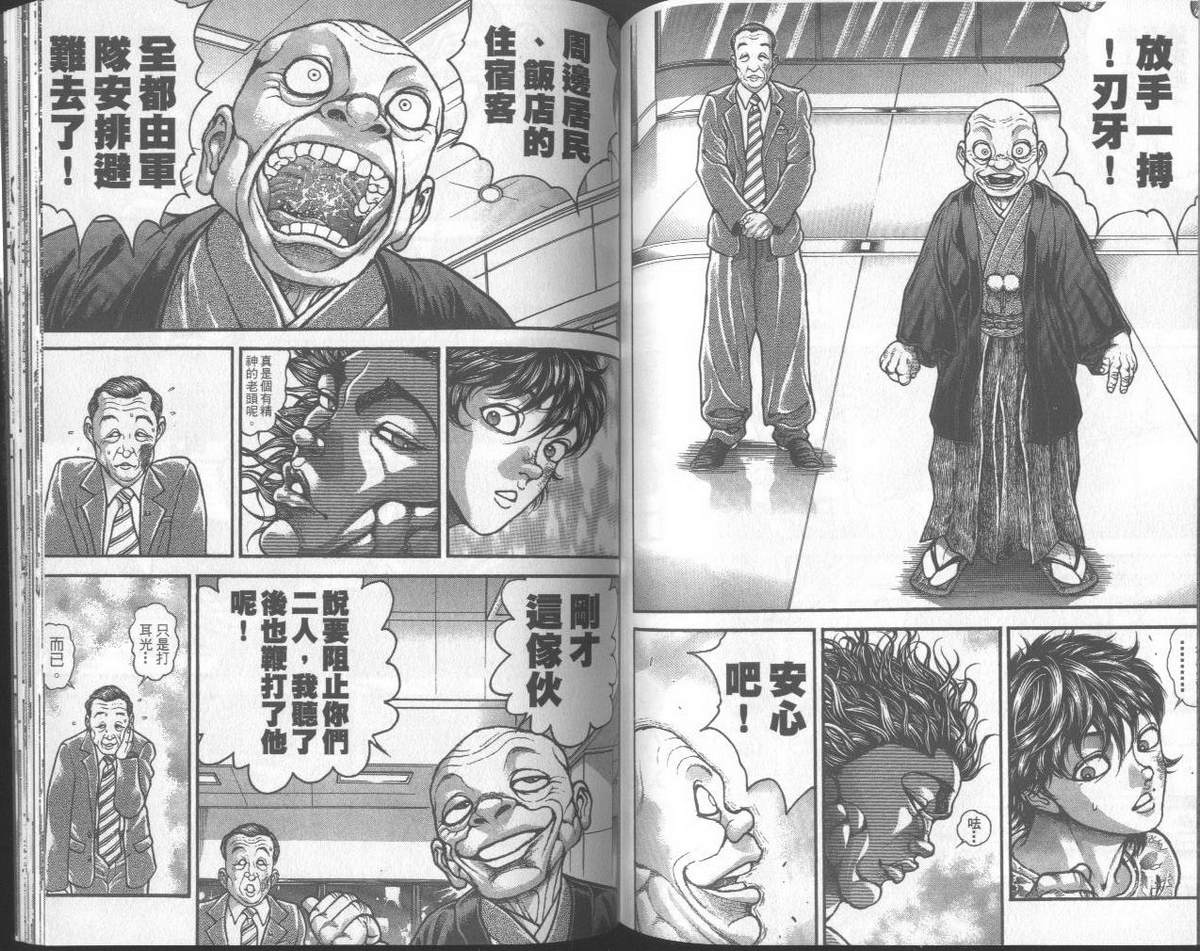 放手一搏
！刃牙！
………
呿…
安心
吧！
周邊居民
、飯店的
住宿客
全都由軍
隊安排避
難去了！
真是個有精
神的老頭呢。
剛才
這傢伙
說要阻止你們
二人，我聽了
後也鞭打了他
呢！
只是打
耳光…
而已。